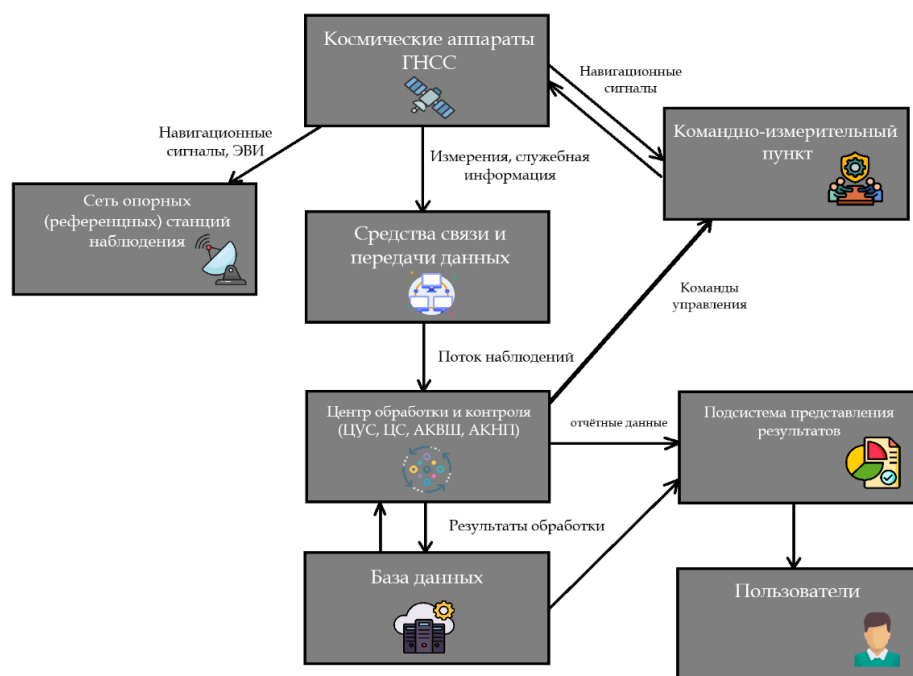 Космические аппараты
ГНСС
Навигационные
сигналы
Навигационные
сигналы, ЭВИ
Измерения, служебная
информация
Командно-измерительный
пункт
Сеть опорных
(референцных) станций
наблюдения
Средства связи и
передачи данных
Команды
управления
Поток наблюдений
Центр обработки и контроля
(ЦУС, ЦС, АКВШ, АКНП)
отчётные данные
Подсистема представления
результатов
Результаты обработки
База данных
Пользователи